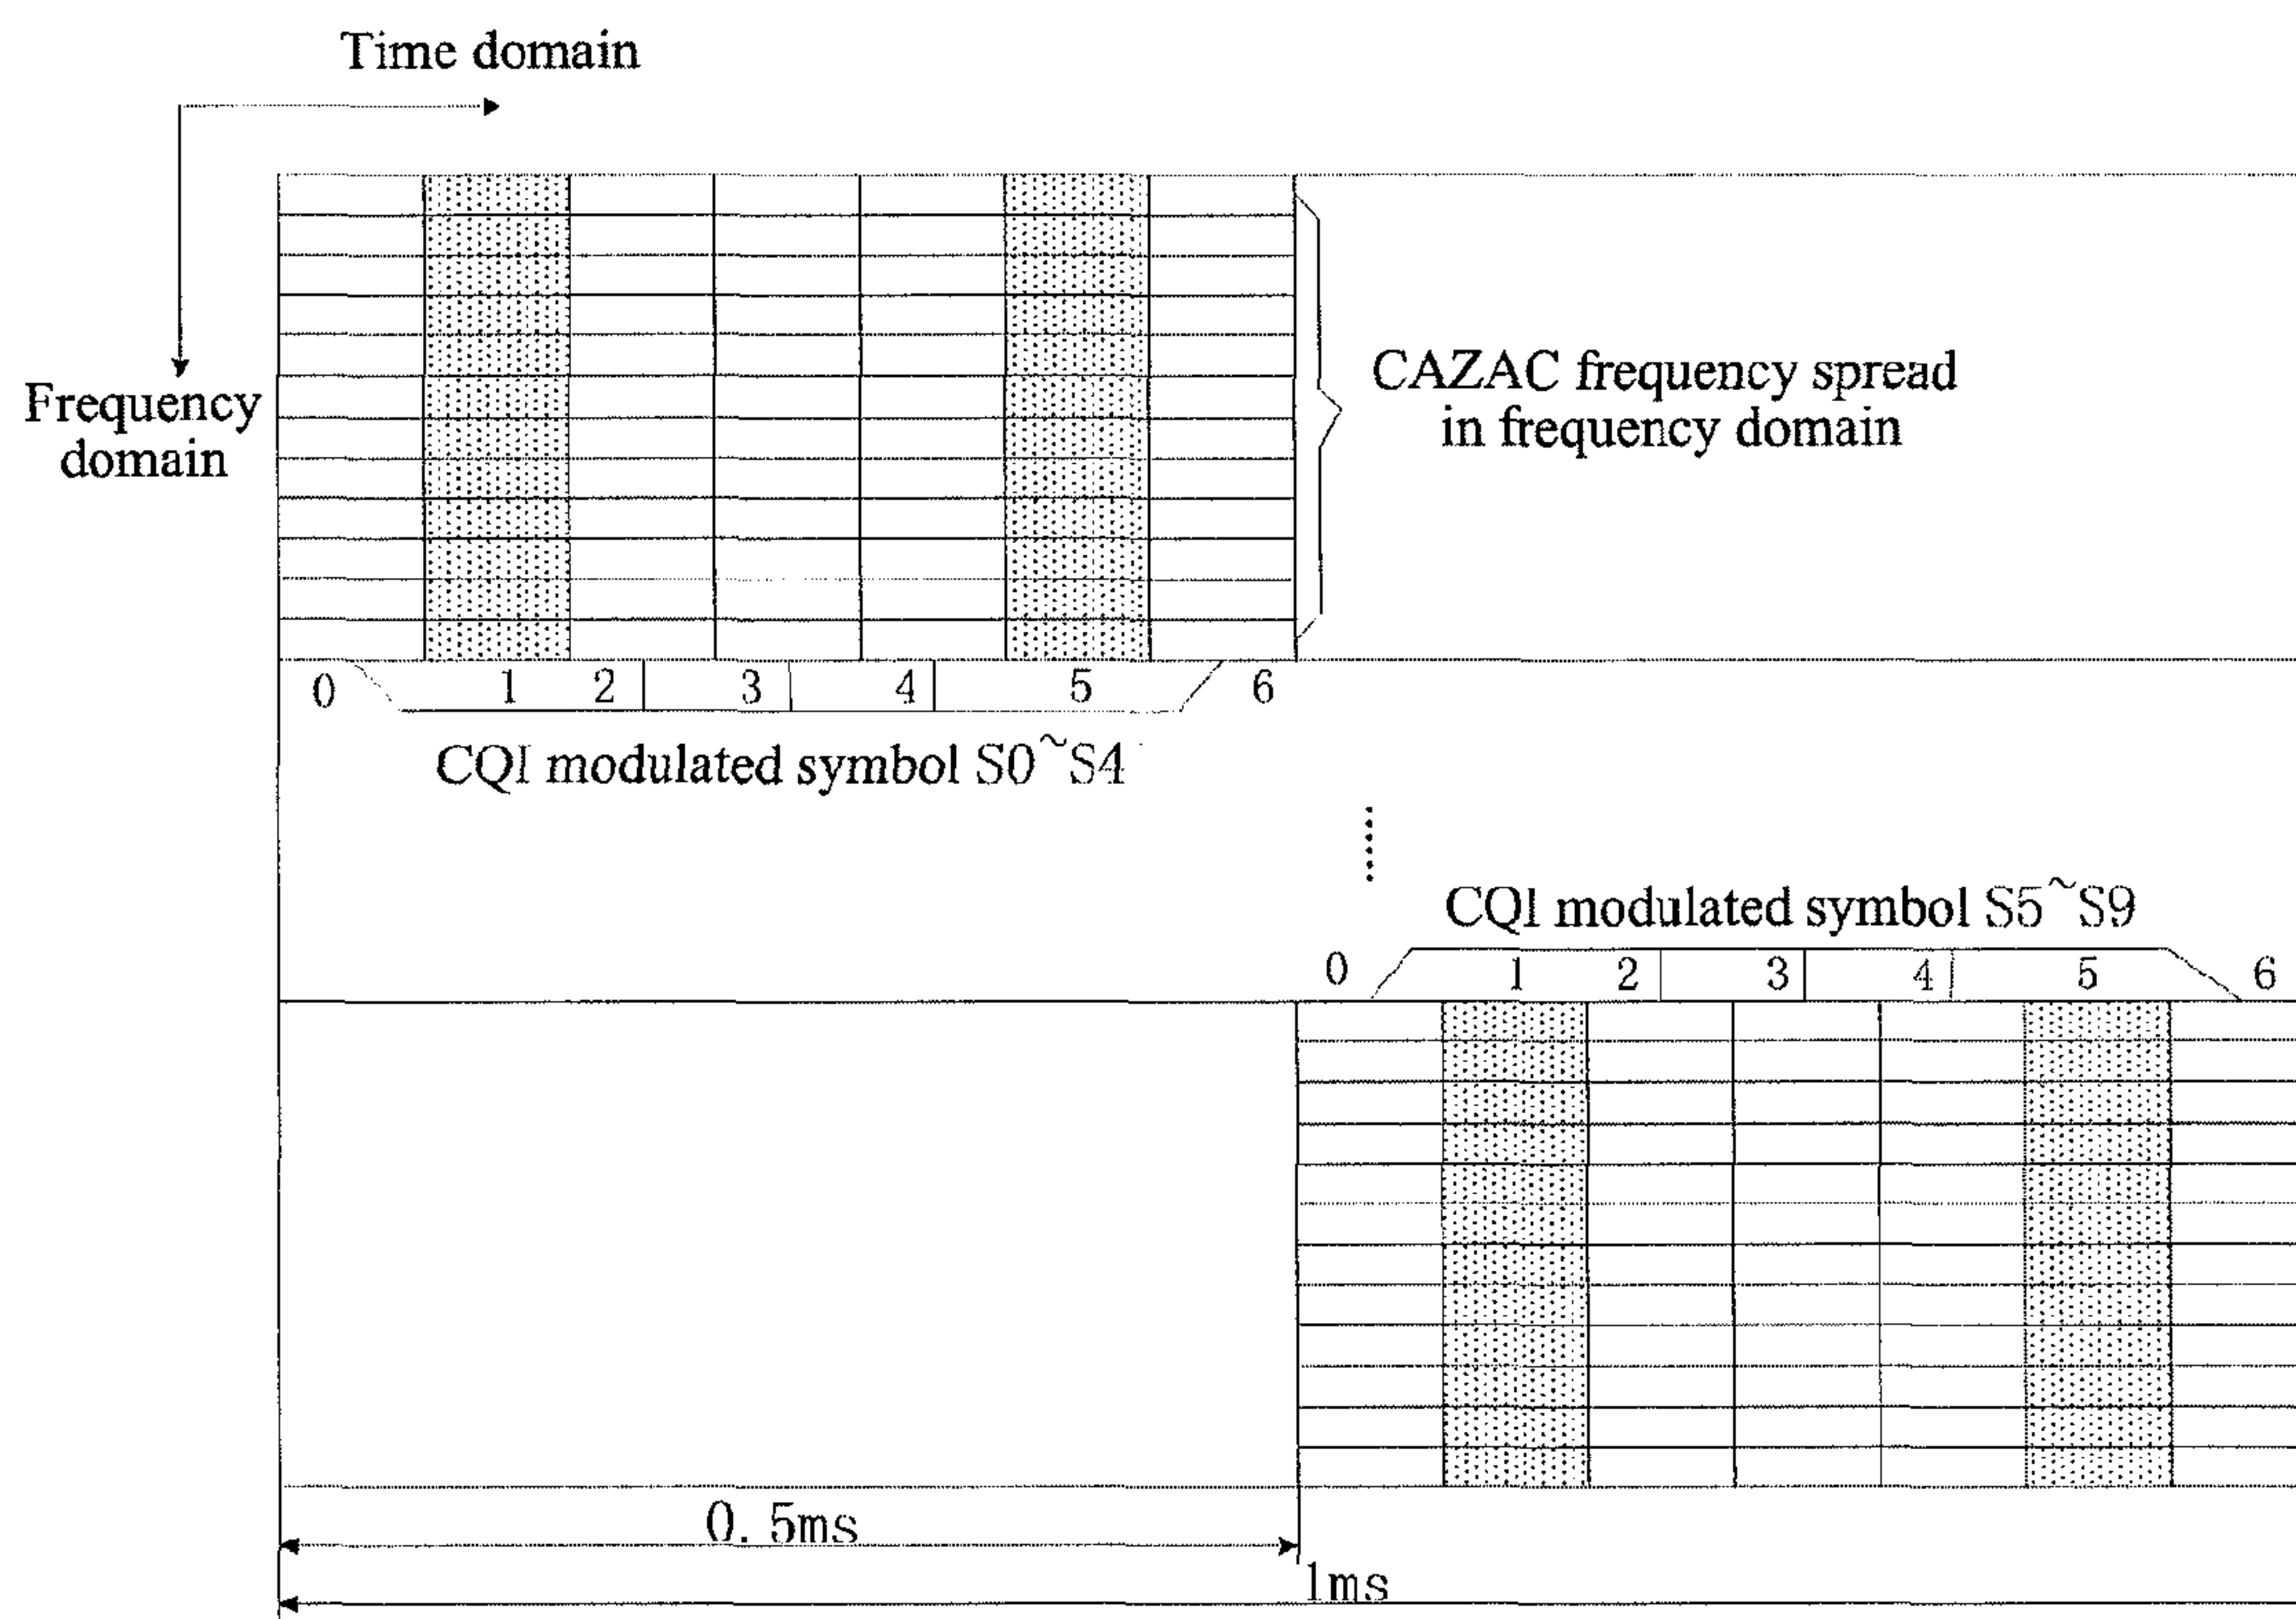 Time domain
Frequency
domain
CAZAC frequency spread
in frequency domain
0 1 2 3 4 5 6
CQI modulated symbol S0~S4
CQI modulated symbol S5~S9
0 1 2 3 4 5 6
0.5ms
1ms